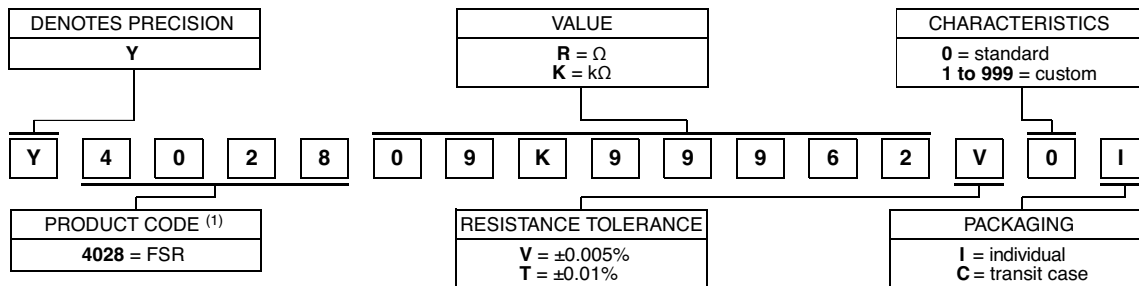 DENOTES PRECISION
Y
VALUE
R = Ω
K = kΩ
CHARACTERISTICS
0 = standard
1 to 999 = custom
Y 4 0 2 8 0 9 K 9 9 9 6 2 V 0 I
PRODUCT CODE (1)
4028 = FSR
RESISTANCE TOLERANCE
V = ±0.005%
T = ±0.01%
PACKAGING
I = individual
C = transit case